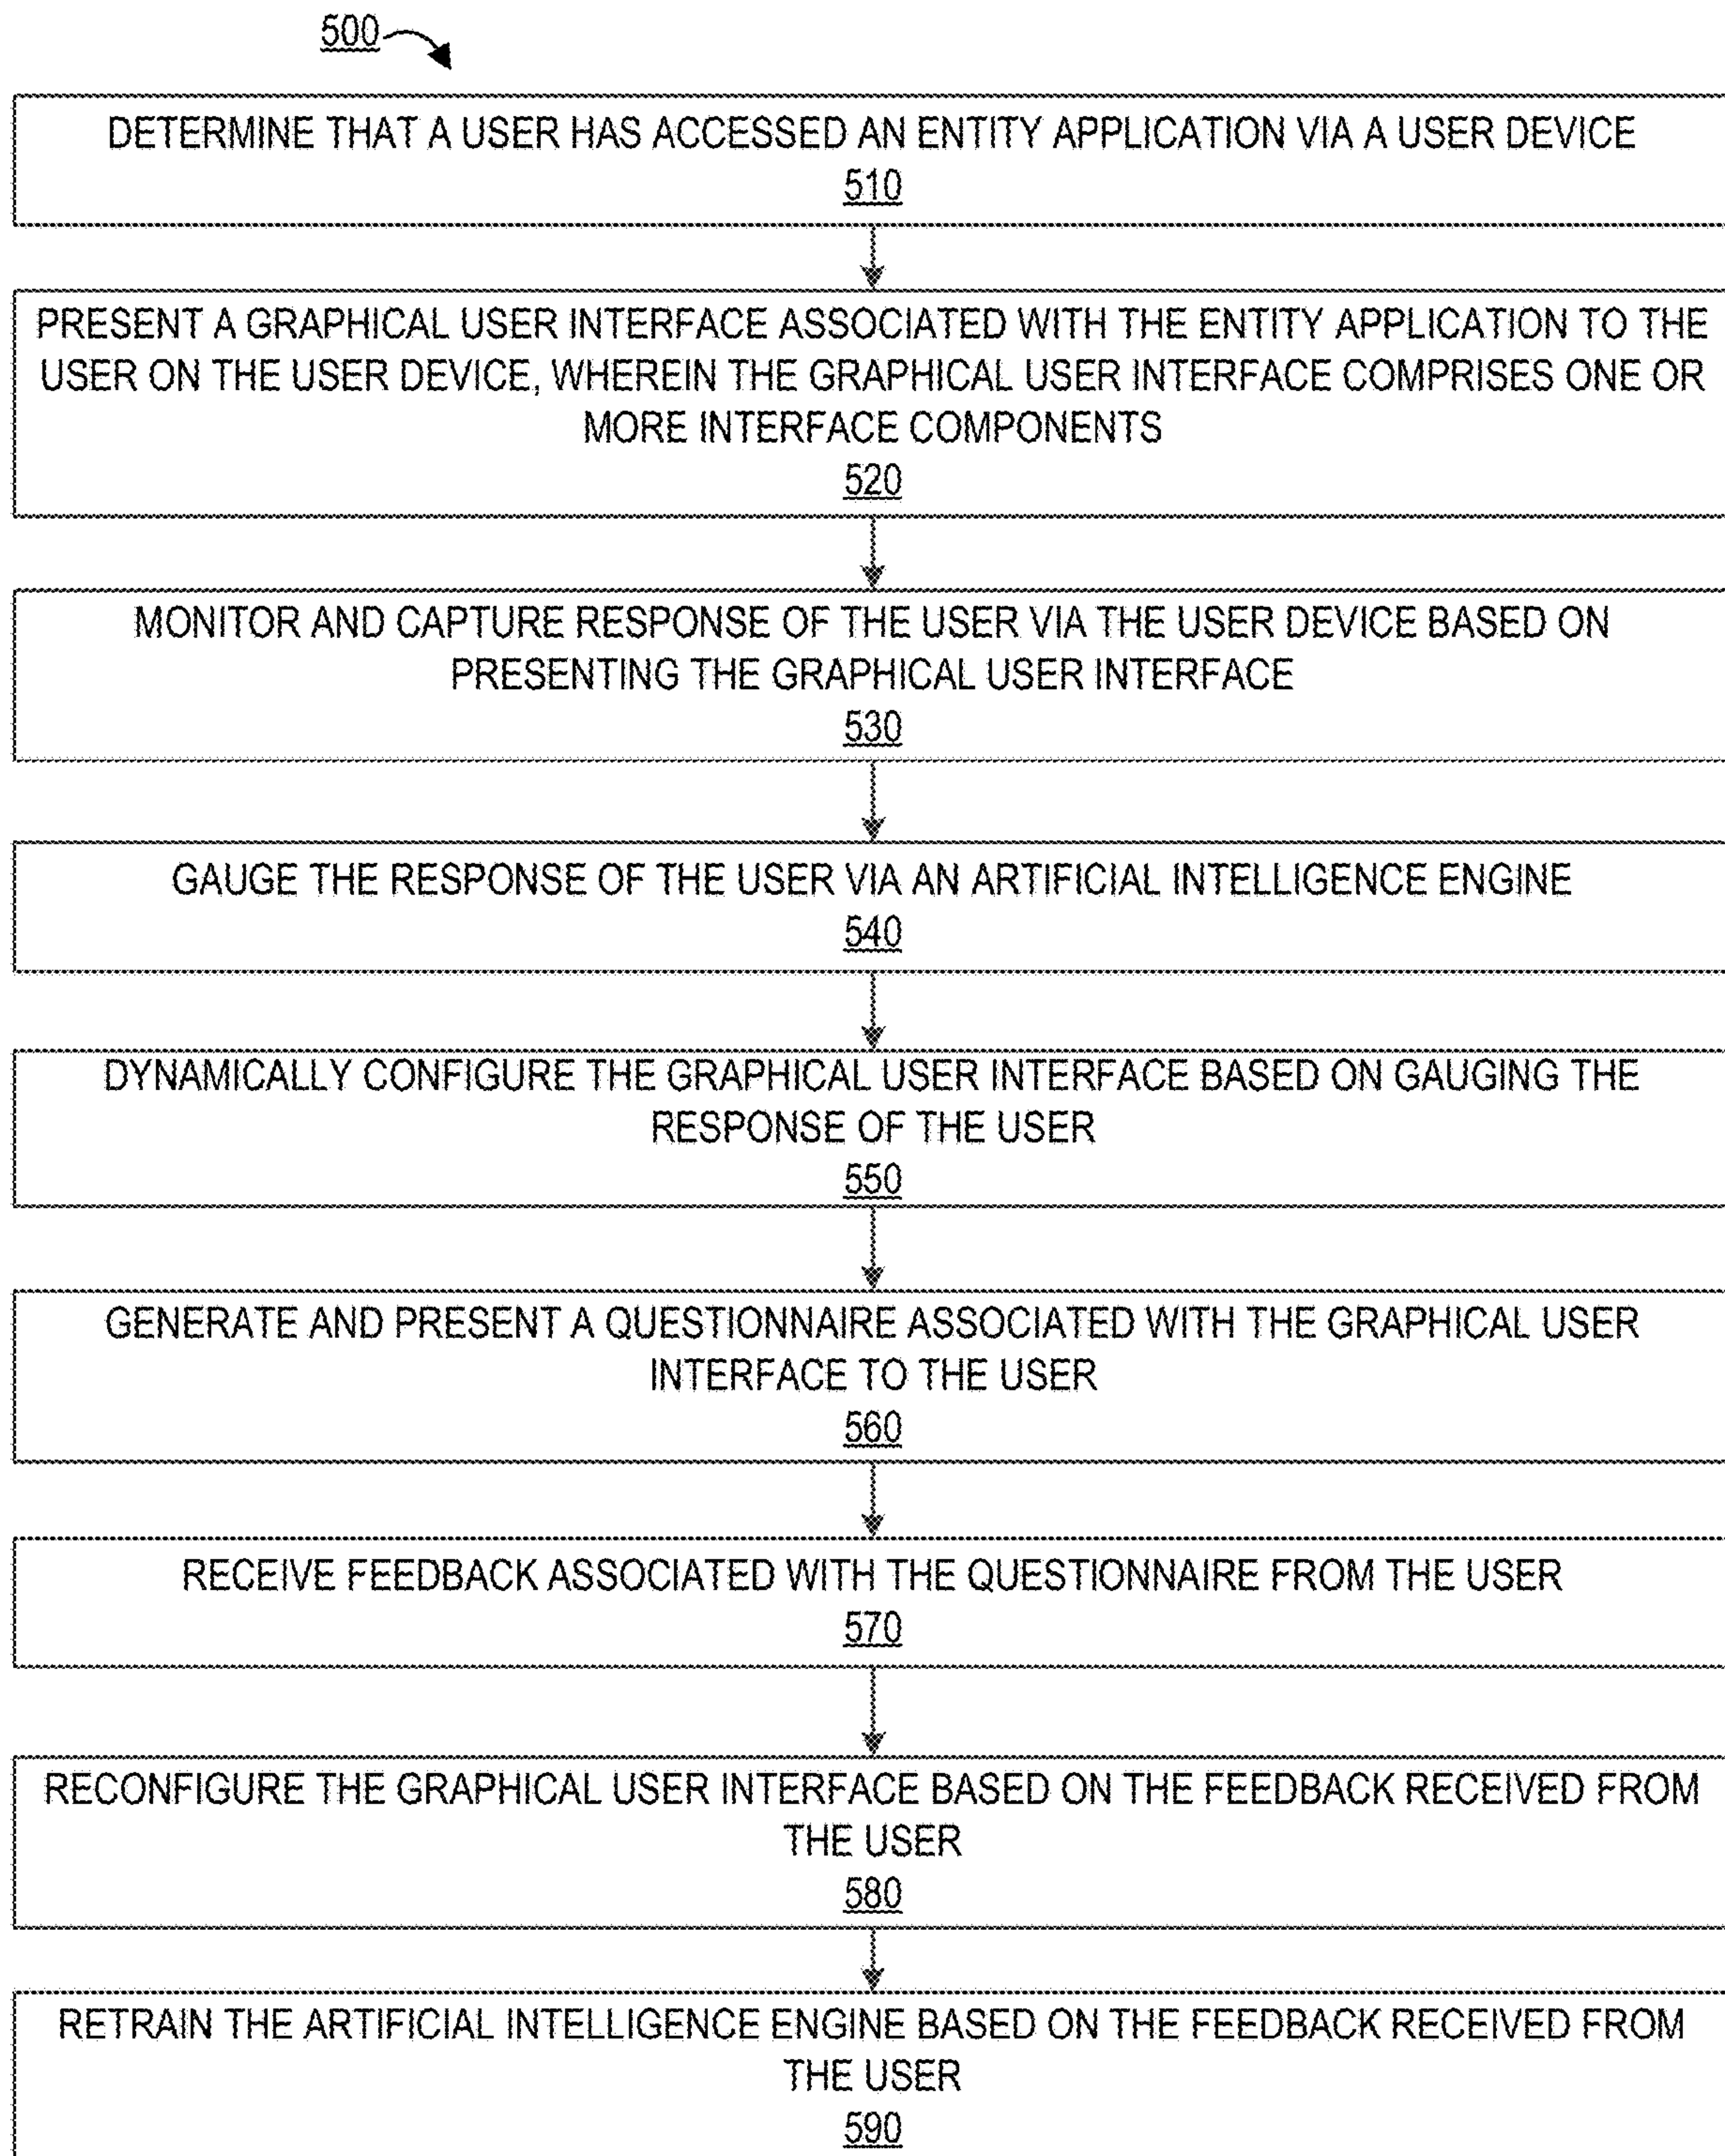 500
DETERMINE THAT A USER HAS ACCESSED AN ENTITY APPLICATION VIA A USER DEVICE
510
PRESENT A GRAPHICAL USER INTERFACE ASSOCIATED WITH THE ENTITY APPLICATION TO THE
USER ON THE USER DEVICE, WHEREIN THE GRAPHICAL USER INTERFACE COMPRISES ONE OR
MORE INTERFACE COMPONENTS
520
MONITOR AND CAPTURE RESPONSE OF THE USER VIA THE USER DEVICE BASED ON
PRESENTING THE GRAPHICAL USER INTERFACE
530
GAUGE THE RESPONSE OF THE USER VIA AN ARTIFICIAL INTELLIGENCE ENGINE
540
DYNAMICALLY CONFIGURE THE GRAPHICAL USER INTERFACE BASED ON GAUGING THE
RESPONSE OF THE USER
550
GENERATE AND PRESENT A QUESTIONNAIRE ASSOCIATED WITH THE GRAPHICAL USER
INTERFACE TO THE USER
560
RECEIVE FEEDBACK ASSOCIATED WITH THE QUESTIONNAIRE FROM THE USER
570
RECONFIGURE THE GRAPHICAL USER INTERFACE BASED ON THE FEEDBACK RECEIVED FROM
THE USER
580
RETRAIN THE ARTIFICIAL INTELLIGENCE ENGINE BASED ON THE FEEDBACK RECEIVED FROM
THE USER
590